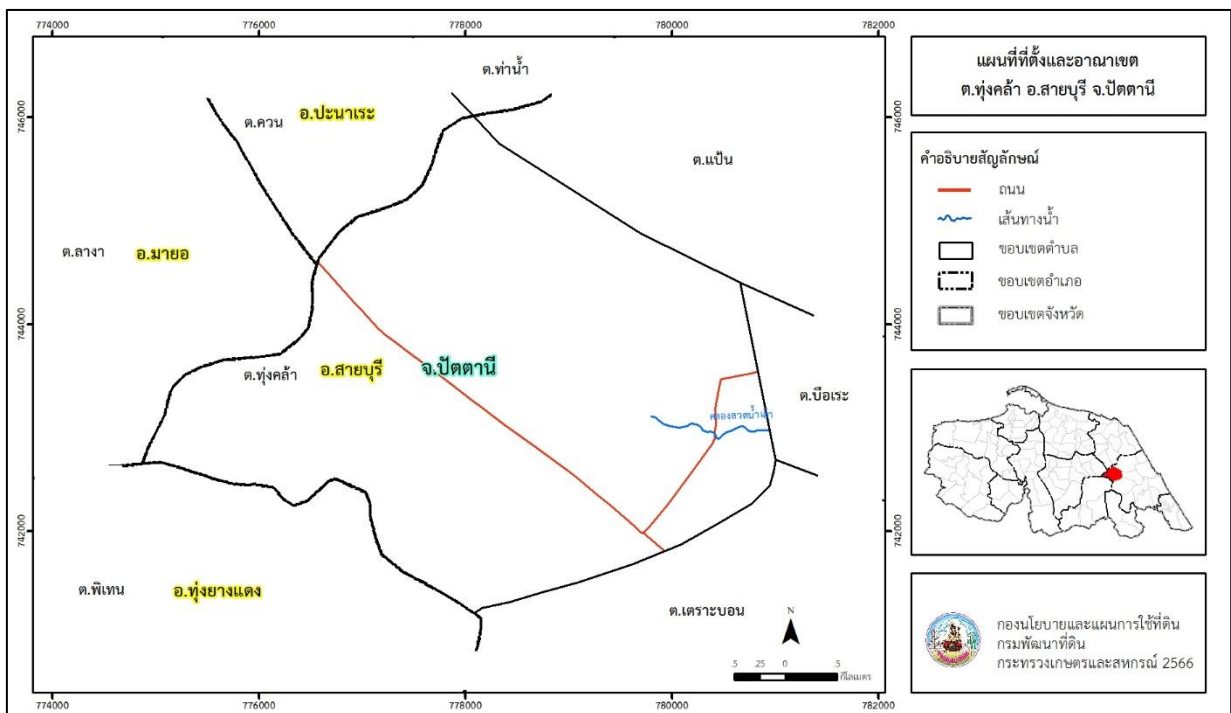 774000 776000 778000 780000 782000
746000 746000
744000 744000
742000 742000
774000 776000 778000 780000 782000
ต.ท่าน้ำ
ต.ควน อ.ปะนาเระ
ต.แป้น
ต.ลางา อ.มายอ
ต.ทุ่งคล้า อ.สายบุรี จ.ปัตตานี
ต.บือเระ
ต.พิเทน อ.ทุ่งยางแดง
ต.เตราะบอน
N
.5 .25 0 .5
กิโลเมตร
แผนที่ที่ตั้งและอาณาเขต
ต.ทุ่งคล้า อ.สายบุรี จ.ปัตตานี
คำอธิบายสัญลักษณ์
ถนน
เส้นทางน้ำ
ขอบเขตตำบล
ขอบเขตอำเภอ
ขอบเขตจังหวัด
กองนโยบายและแผนการใช้ที่ดิน
กรมพัฒนาที่ดิน
กระทรวงเกษตรและสหกรณ์ 2566